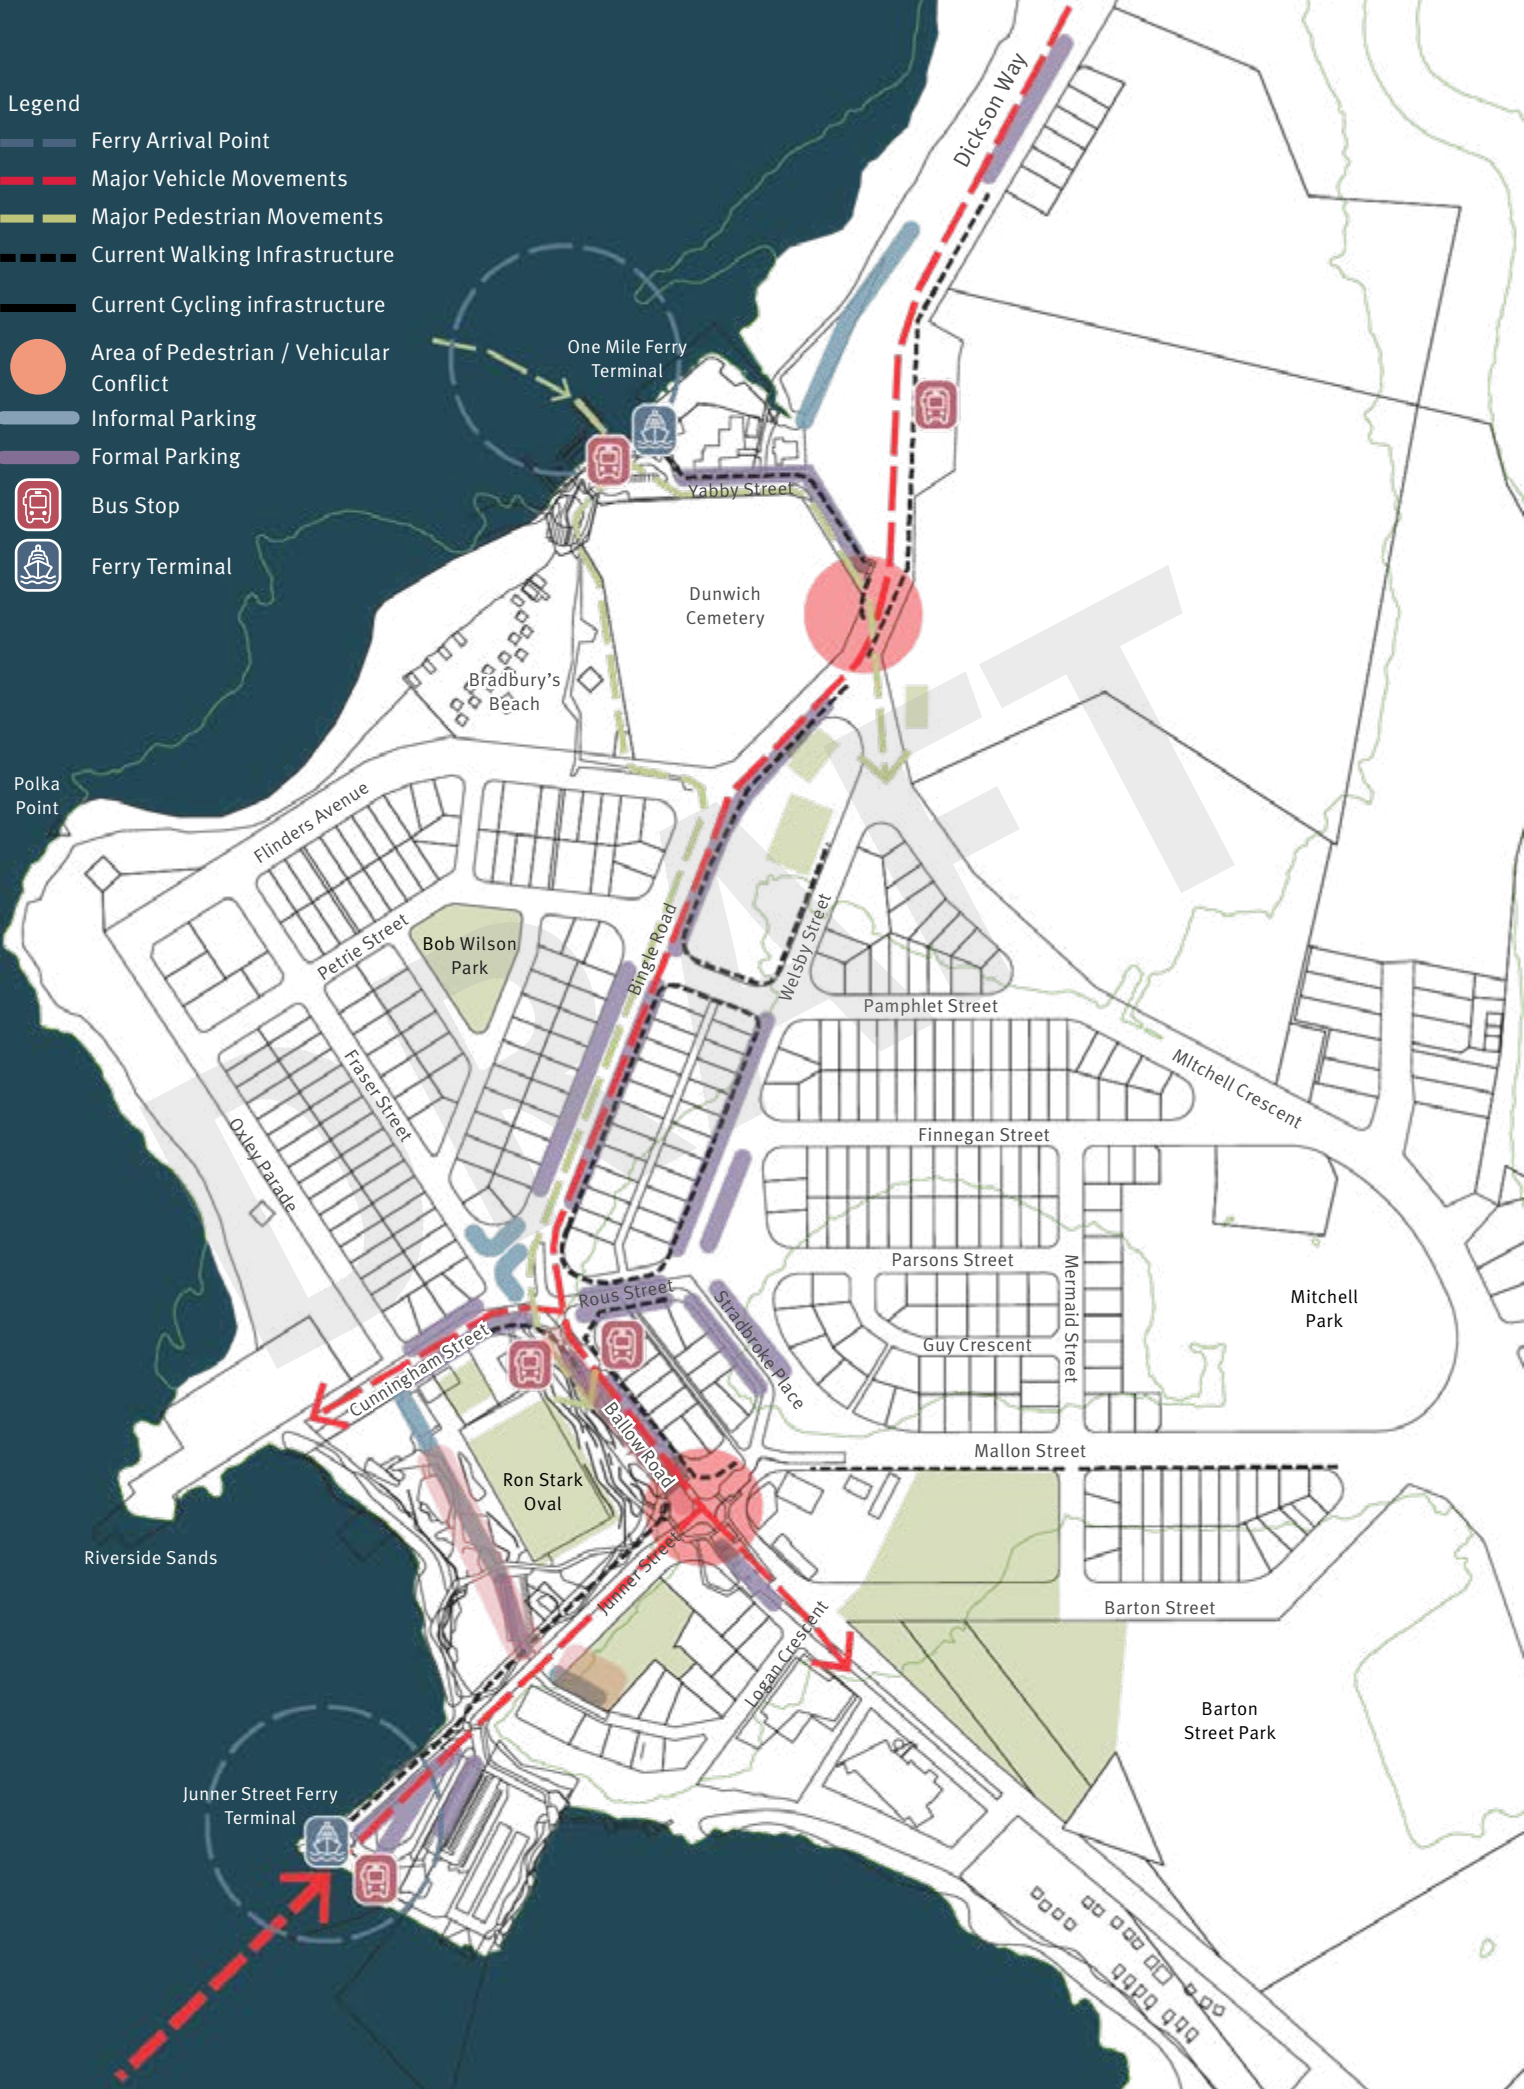 Legend
Ferry Arrival Point
Major Vehicle Movements
Major Pedestrian Movements
Current Walking Infrastructure
Current Cycling infrastructure
Area of Pedestrian / Vehicular
Conflict
Informal Parking
Formal Parking
Bus Stop
Ferry Terminal
Dickson Way
One Mile Ferry
Terminal
Yabby Street
Dunwich
Cemetery
Bradbury's
Beach
Polka
Point
Flinders Avenue
Petrie Street
Bob Wilson
Park
Bingle Road
Welsby Street
Pamphlet Street
MItchell Crescent
Fraser Street
Oxley Parade
Finnegan Street
Parsons Street
Mermaid Street
Mitchell
Park
Rous Street
Stradbroke Place
Guy Crescent
Cunningham Street
Ballow Road
Mallon Street
Ron Stark
Oval
Riverside Sands
Junner Street
Logan Crescent
Barton Street
Barton
Street Park
Junner Street Ferry
Terminal
DRAFT